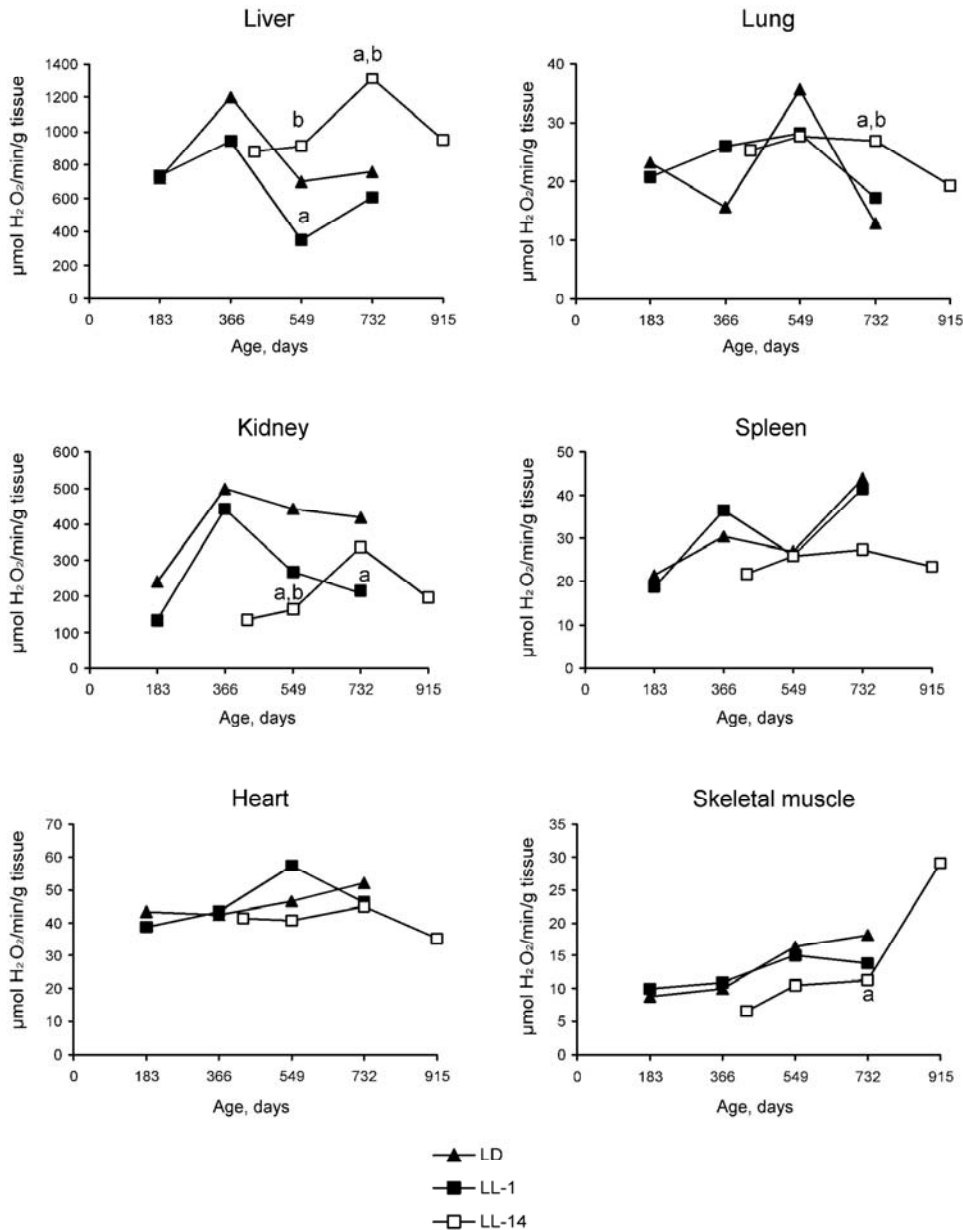 Liver
µmol H₂O₂/min/g tissue
1400
1200
1000
800
600
400
200
0
a,b
b
a
0 183 366 549 732 915
Age, days
Lung
µmol H₂O₂/min/g tissue
40
30
20
10
0
a,b
0 183 366 549 732 915
Age, days
Kidney
µmol H₂O₂/min/g tissue
600
500
400
300
200
100
0
a,b
a
0 183 366 549 732 915
Age, days
Spleen
µmol H₂O₂/min/g tissue
50
40
30
20
10
0
0 183 366 549 732 915
Age, days
Heart
µmol H₂O₂/min/g tissue
70
60
50
40
30
20
10
0
0 183 366 549 732 915
Age, days
Skeletal muscle
µmol H₂O₂/min/g tissue
35
30
25
20
15
10
5
0
a
0 183 366 549 732 915
Age, days
LD
LL-1
LL-14